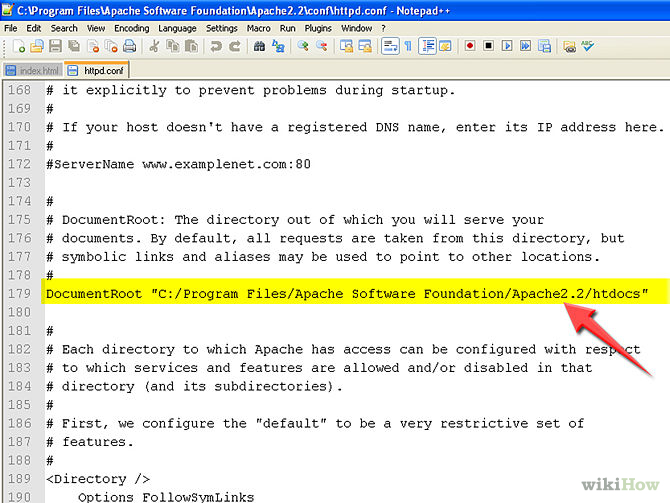 C:\Program Files\Apache Software Foundation\Apache2.2\conf\httpd.conf - Notepad++
File Edit Search View Encoding Language Settings Macro Run Plugins Window ?
index.html httpd.conf
168 # it explicitly to prevent problems during startup.
169 #
170 # If your host doesn't have a registered DNS name, enter its IP address here.
171 #
172 #ServerName www.examplenet.com:80
173
174 #
175 # DocumentRoot: The directory out of which you will serve your
176 # documents. By default, all requests are taken from this directory, but
177 # symbolic links and aliases may be used to point to other locations.
178 #
179 DocumentRoot "C:/Program Files/Apache Software Foundation/Apache2.2/htdocs"
180
181 #
182 # Each directory to which Apache has access can be configured with respect
183 # to which services and features are allowed and/or disabled in that
184 # directory (and its subdirectories).
185 #
186 # First, we configure the "default" to be a very restrictive set of
187 # features.
188 #
189 <Directory />
190 Options FollowSymLinks
wikiHow